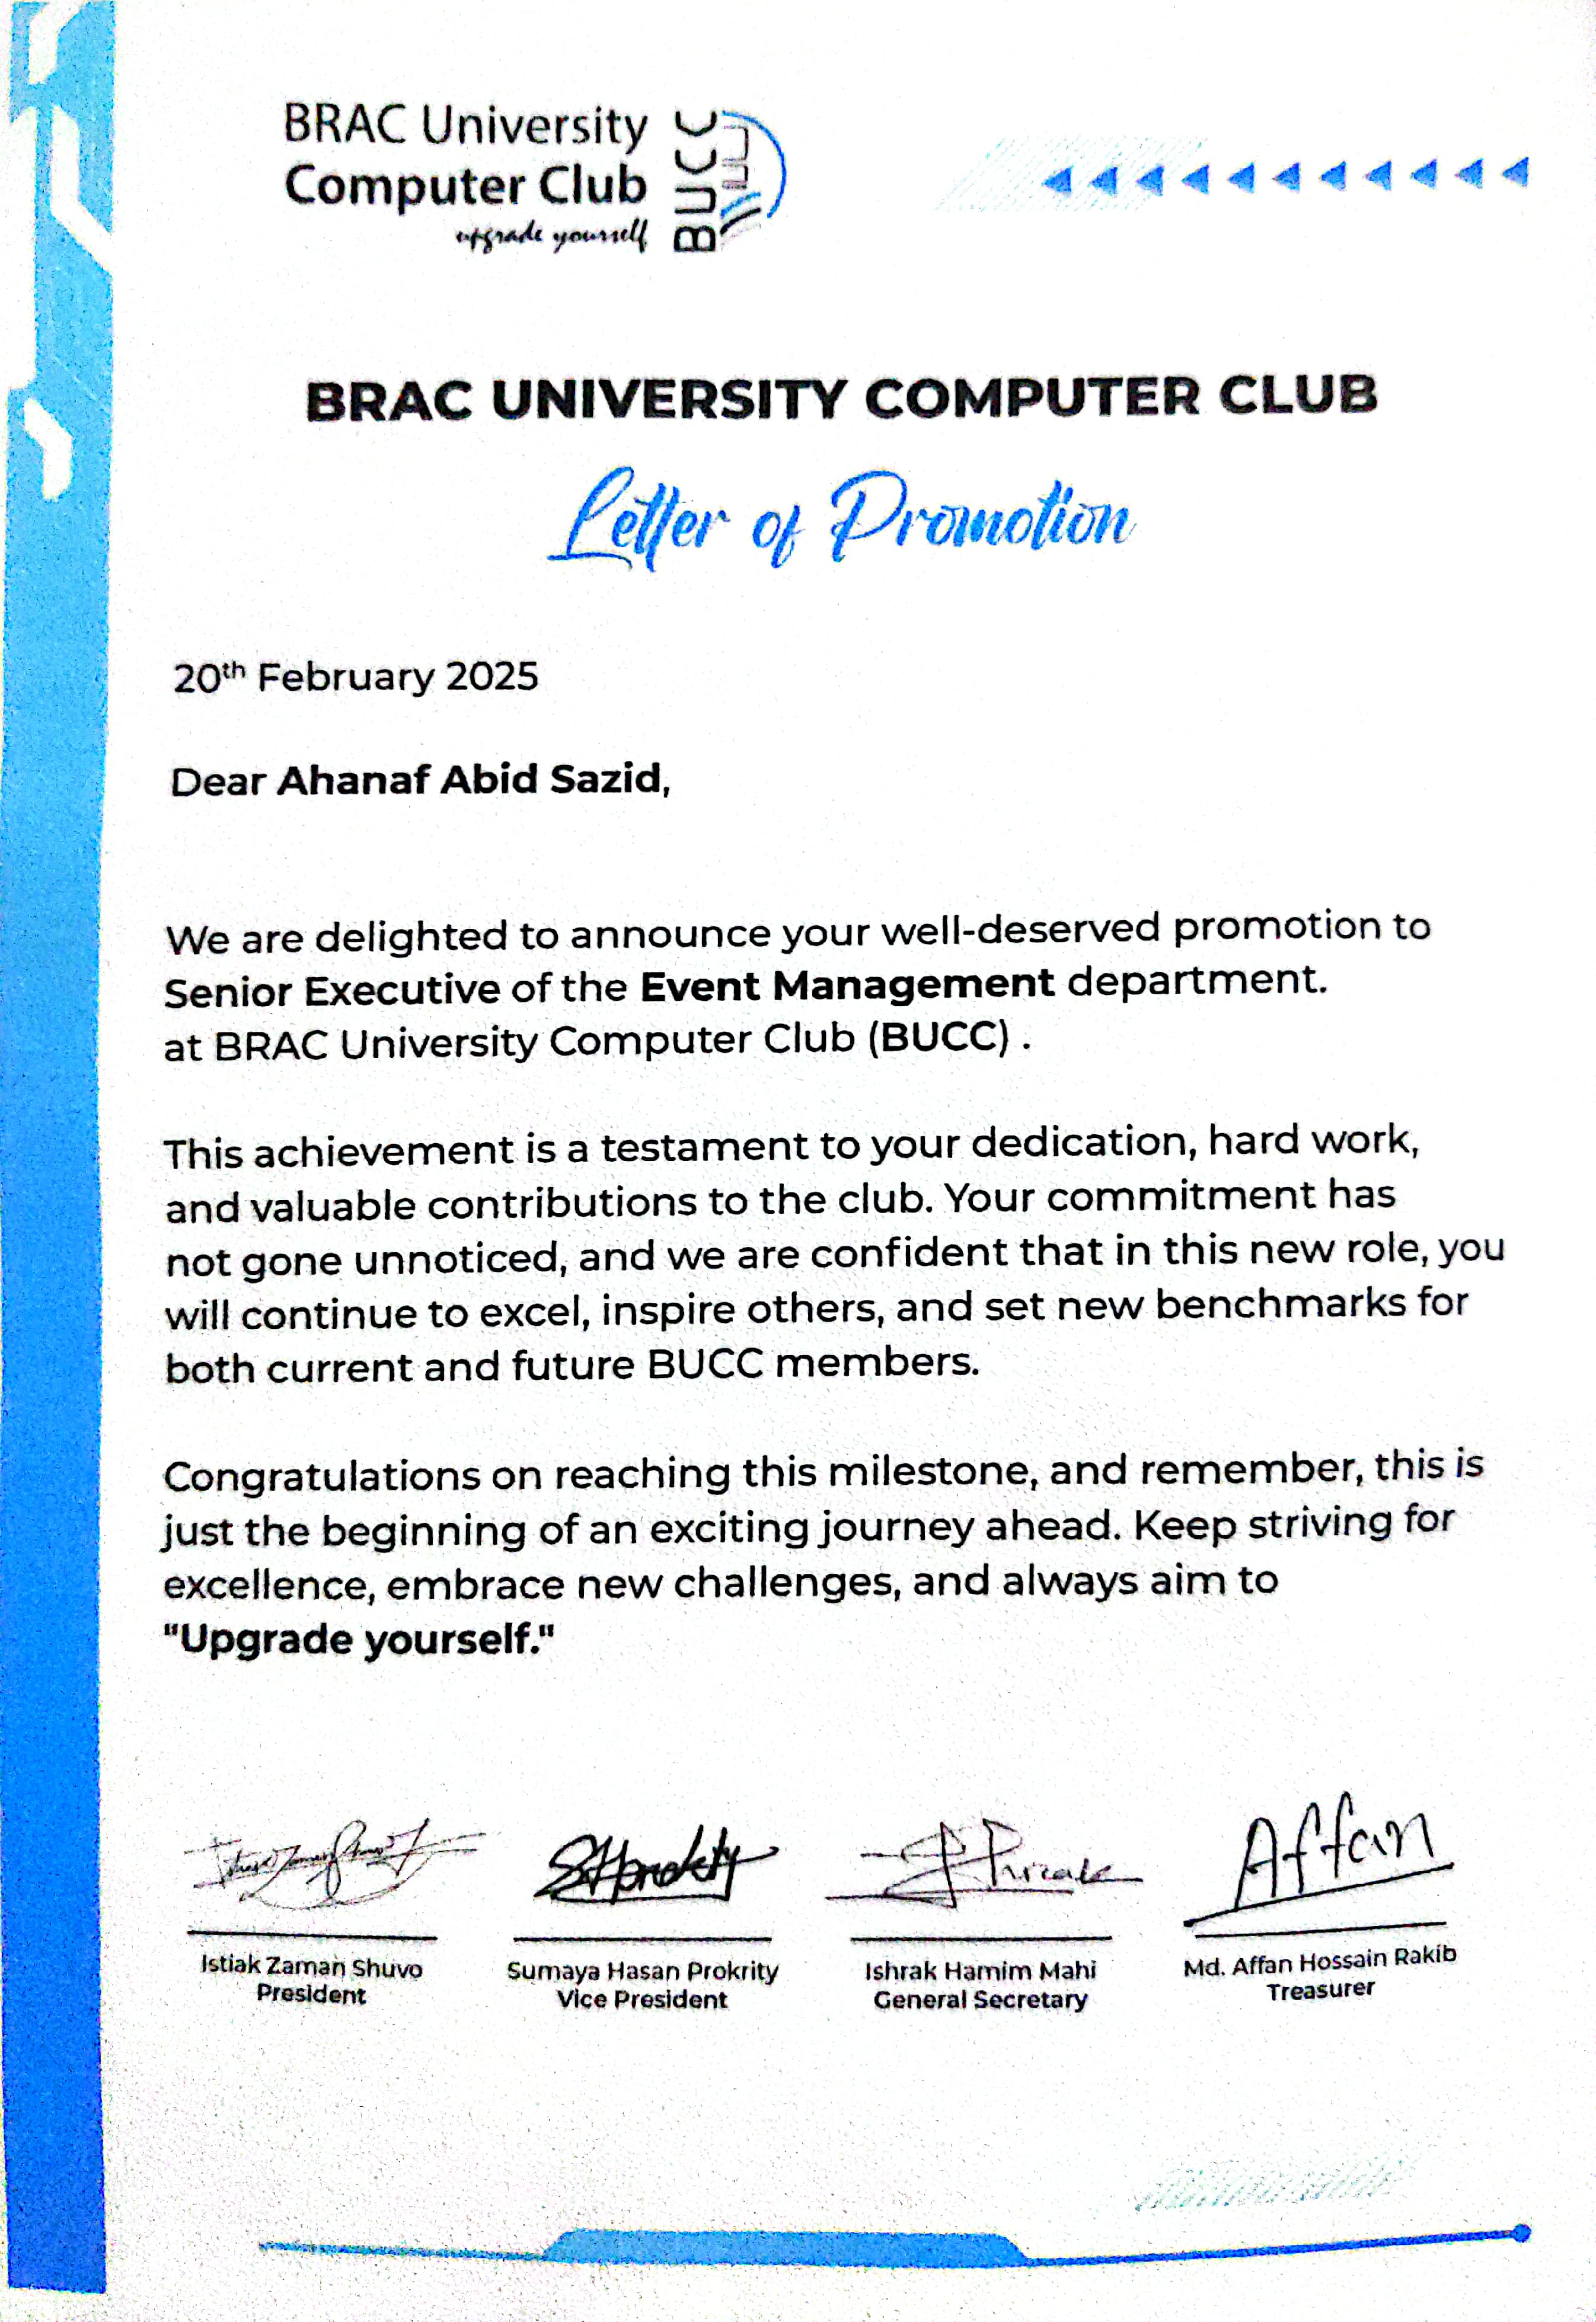 BRAC University
Computer Club
upgrade yourself
BUCC
BRAC UNIVERSITY COMPUTER CLUB
Letter of Promotion
20th February 2025
Dear Ahanaf Abid Sazid,
We are delighted to announce your well-deserved promotion to
Senior Executive of the Event Management department.
at BRAC University Computer Club (BUCC) .
This achievement is a testament to your dedication, hard work,
and valuable contributions to the club. Your commitment has
not gone unnoticed, and we are confident that in this new role, you
will continue to excel, inspire others, and set new benchmarks for
both current and future BUCC members.
Congratulations on reaching this milestone, and remember, this is
just the beginning of an exciting journey ahead. Keep striving for
excellence, embrace new challenges, and always aim to
"Upgrade yourself."
Affan
Istiak Zaman Shuvo
President
Sumaya Hasan Prokrity
Vice President
Ishrak Hamim Mahi
General Secretary
Md. Affan Hossain Rakib
Treasurer